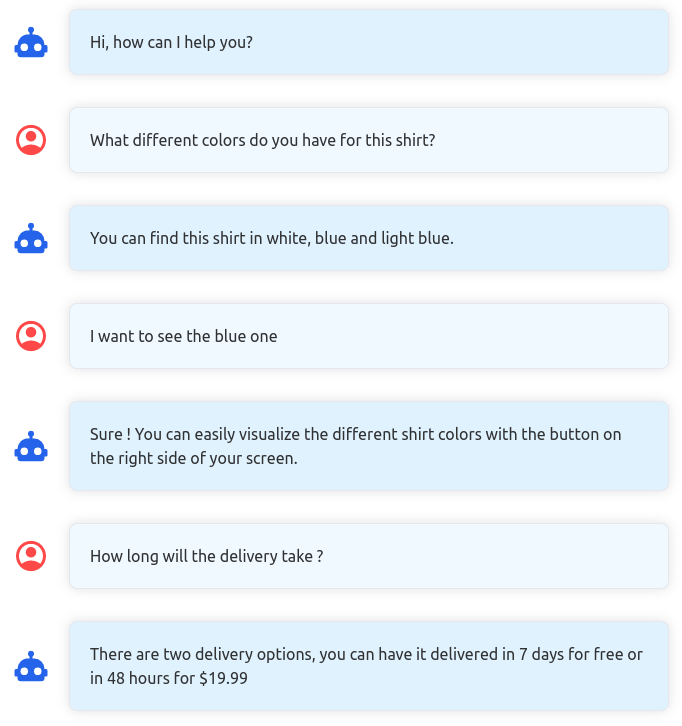 Hi, how can I help you?
What different colors do you have for this shirt?
You can find this shirt in white, blue and light blue.
I want to see the blue one
Sure ! You can easily visualize the different shirt colors with the button on
the right side of your screen.
How long will the delivery take ?
There are two delivery options, you can have it delivered in 7 days for free or
in 48 hours for $19.99